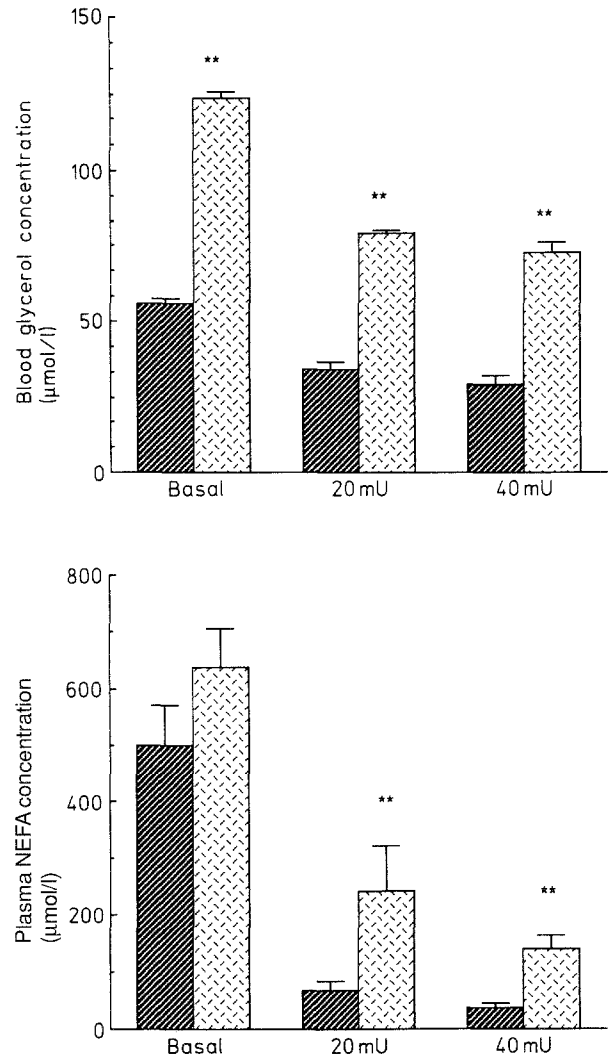 Blood glycerol concentration
(μmol/l)
150
100
50
0
**
**
**
Basal
20 mU
40 mU
Plasma NEFA concentration
(μmol/l)
800
600
400
200
0
**
**
Basal
20 mU
40 mU